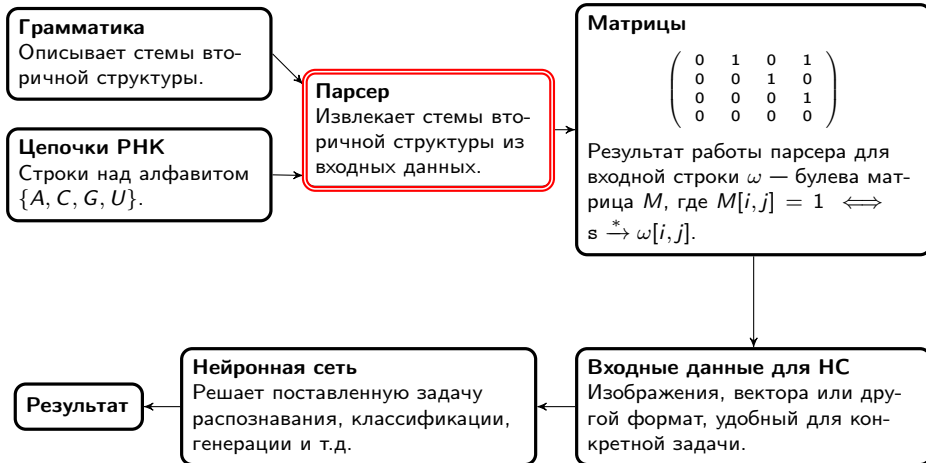 Грамматика
Описывает стемы вто-
ричной структуры.
Цепочки РНК
Строки над алфавитом
{A, C, G, U}.
Парсер
Извлекает стемы вто-
ричной структуры из
входных данных.
Матрицы
0 1 0 1
0 0 1 0
0 0 0 1
0 0 0 0
Результат работы парсера для
входной строки ω — булева мат-
рица M, где M[i, j] = 1 ⟺
s →* ω[i, j].
Входные данные для НС
Изображения, вектора или дру-
гой формат, удобный для кон-
кретной задачи.
Нейронная сеть
Решает поставленную задачу
распознавания, классификации,
генерации и т.д.
Результат